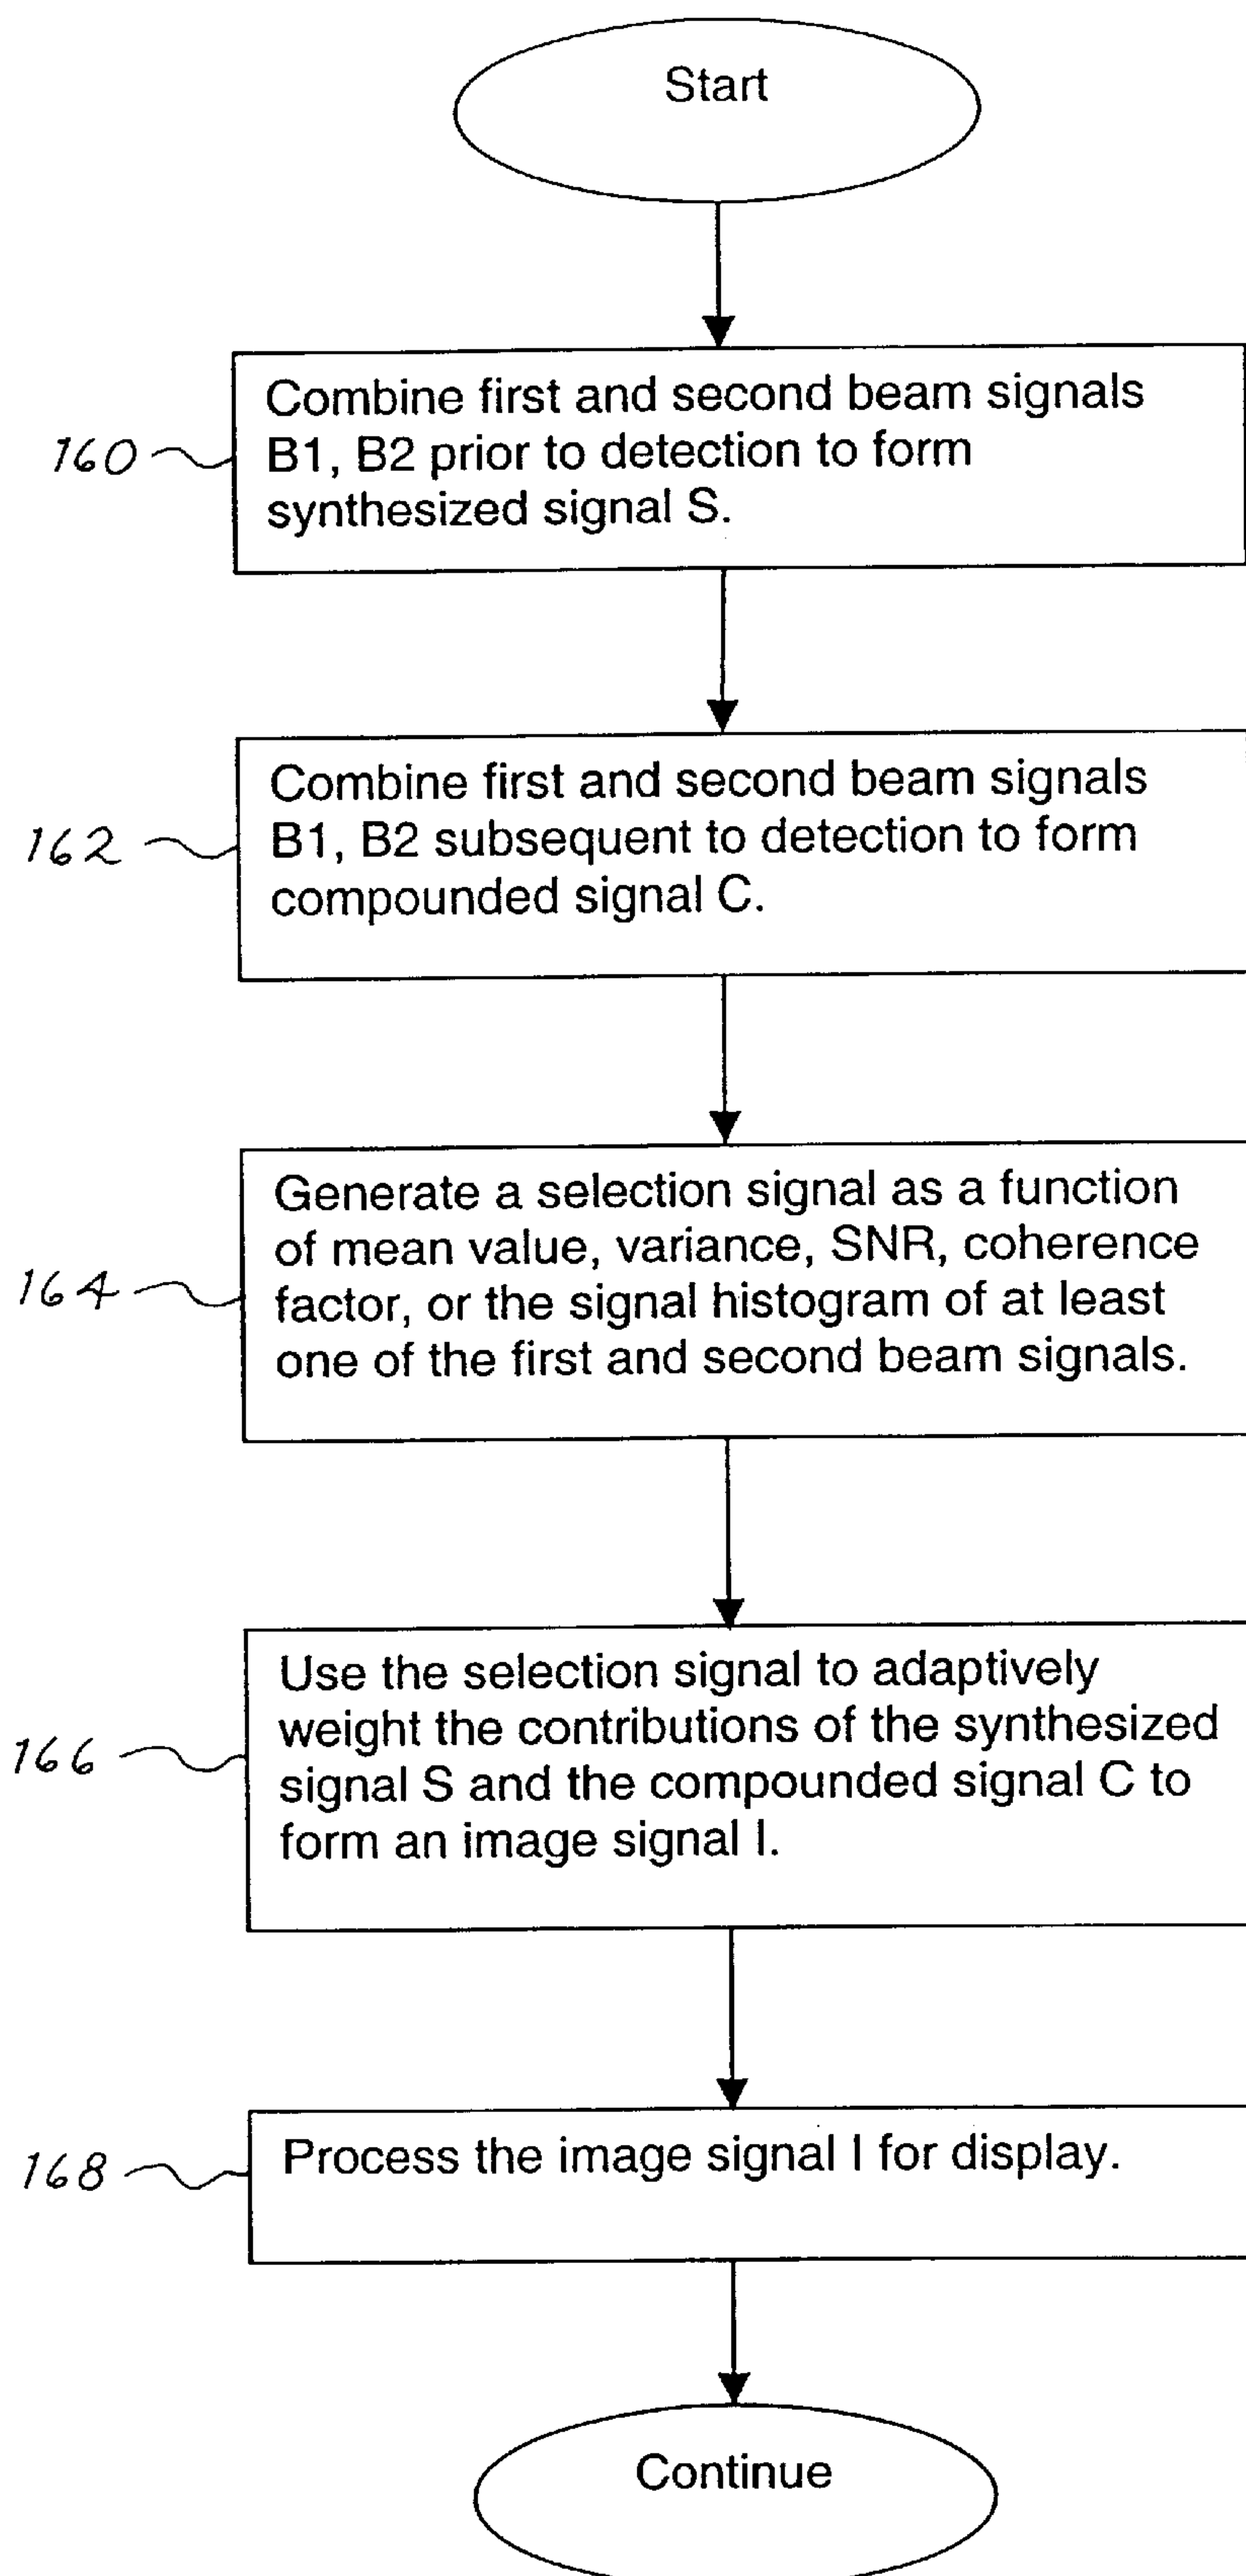 Start
160
Combine first and second beam signals
B1, B2 prior to detection to form
synthesized signal S.
162
Combine first and second beam signals
B1, B2 subsequent to detection to form
compounded signal C.
164
Generate a selection signal as a function
of mean value, variance, SNR, coherence
factor, or the signal histogram of at least
one of the first and second beam signals.
166
Use the selection signal to adaptively
weight the contributions of the synthesized
signal S and the compounded signal C to
form an image signal I.
168
Process the image signal I for display.
Continue